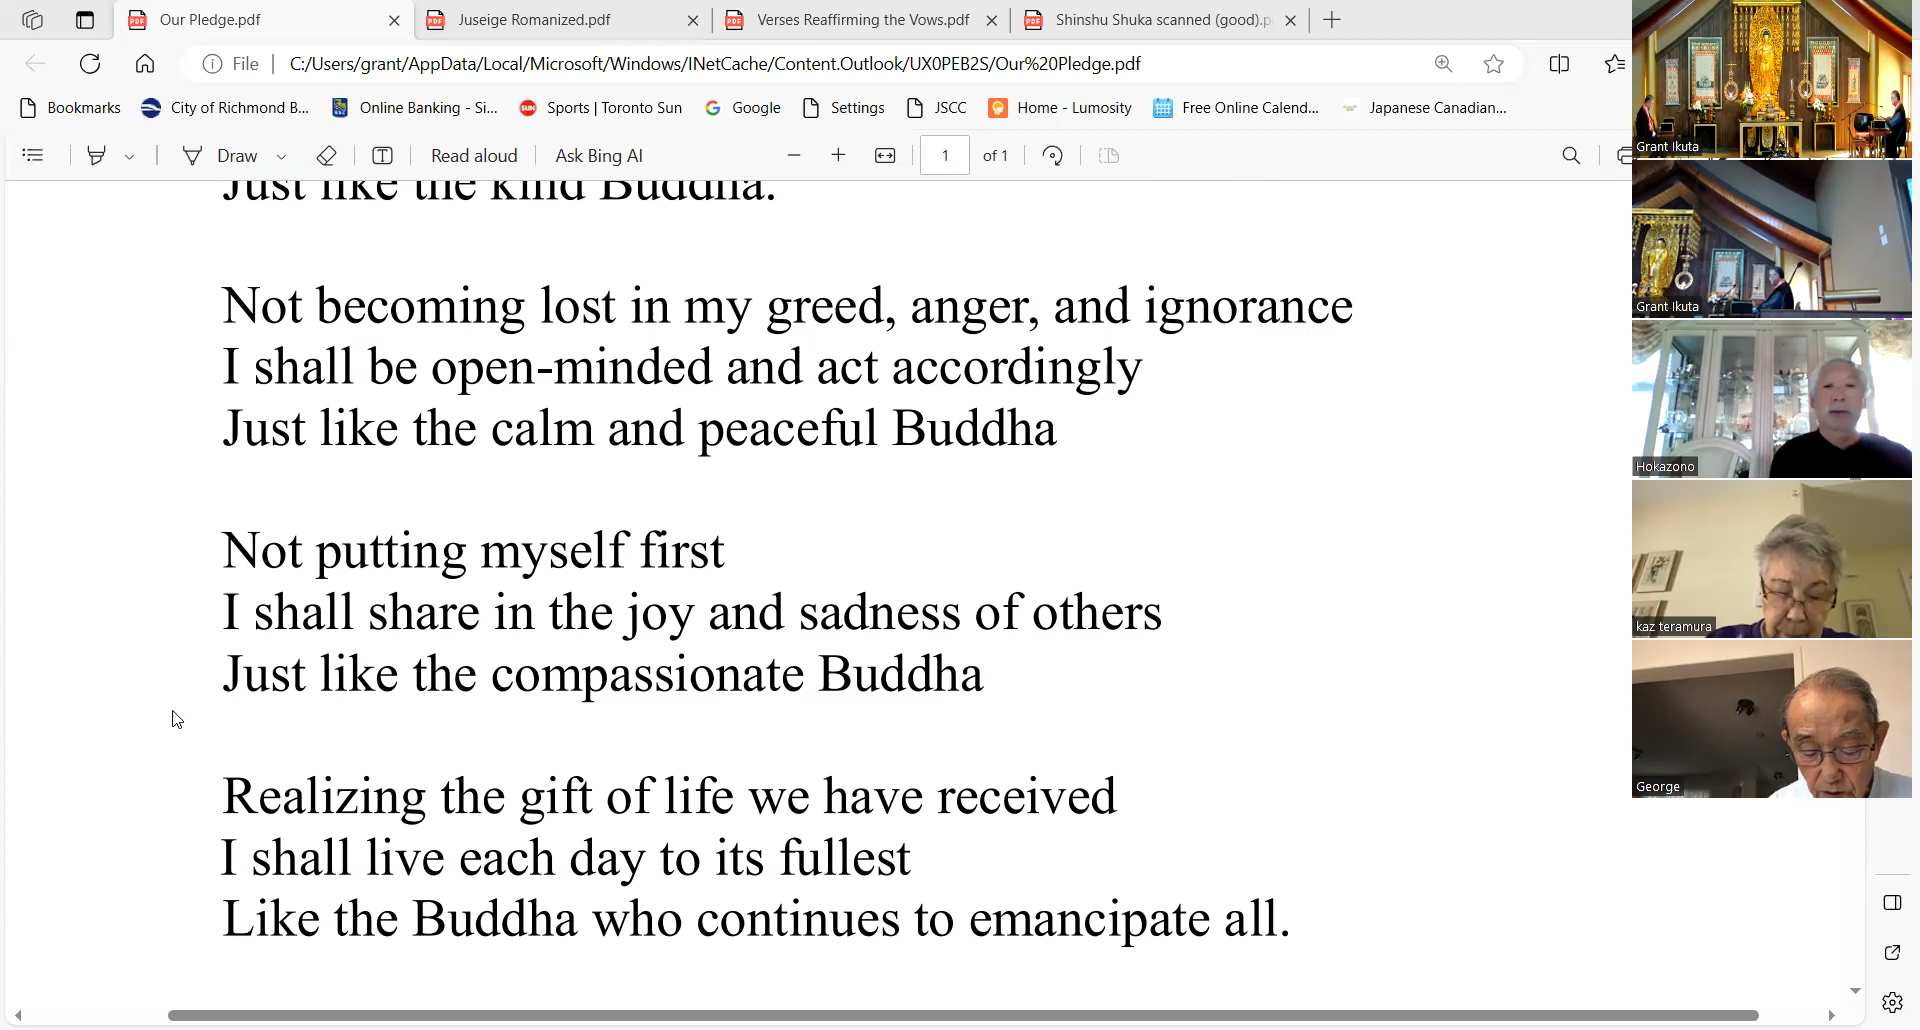 Our Pledge.pdf
Juseige Romanized.pdf
Verses Reaffirming the Vows.pdf
Shinshu Shuka scanned (good).p
File
C:/Users/grant/AppData/Local/Microsoft/Windows/INetCache/Content.Outlook/UX0PEB2S/Our%20Pledge.pdf
Bookmarks
City of Richmond B...
Online Banking - Si...
Sports | Toronto Sun
Google
Settings
JSCC
Home - Lumosity
Free Online Calend...
Japanese Canadian...
Draw
Read aloud
Ask Bing AI
1
of 1
Just like the kind Buddha.
Not becoming lost in my greed, anger, and ignorance
I shall be open-minded and act accordingly
Just like the calm and peaceful Buddha
Not putting myself first
I shall share in the joy and sadness of others
Just like the compassionate Buddha
Realizing the gift of life we have received
I shall live each day to its fullest
Like the Buddha who continues to emancipate all.
Grant Ikuta
Grant Ikuta
Hokazono
kaz teramura
George